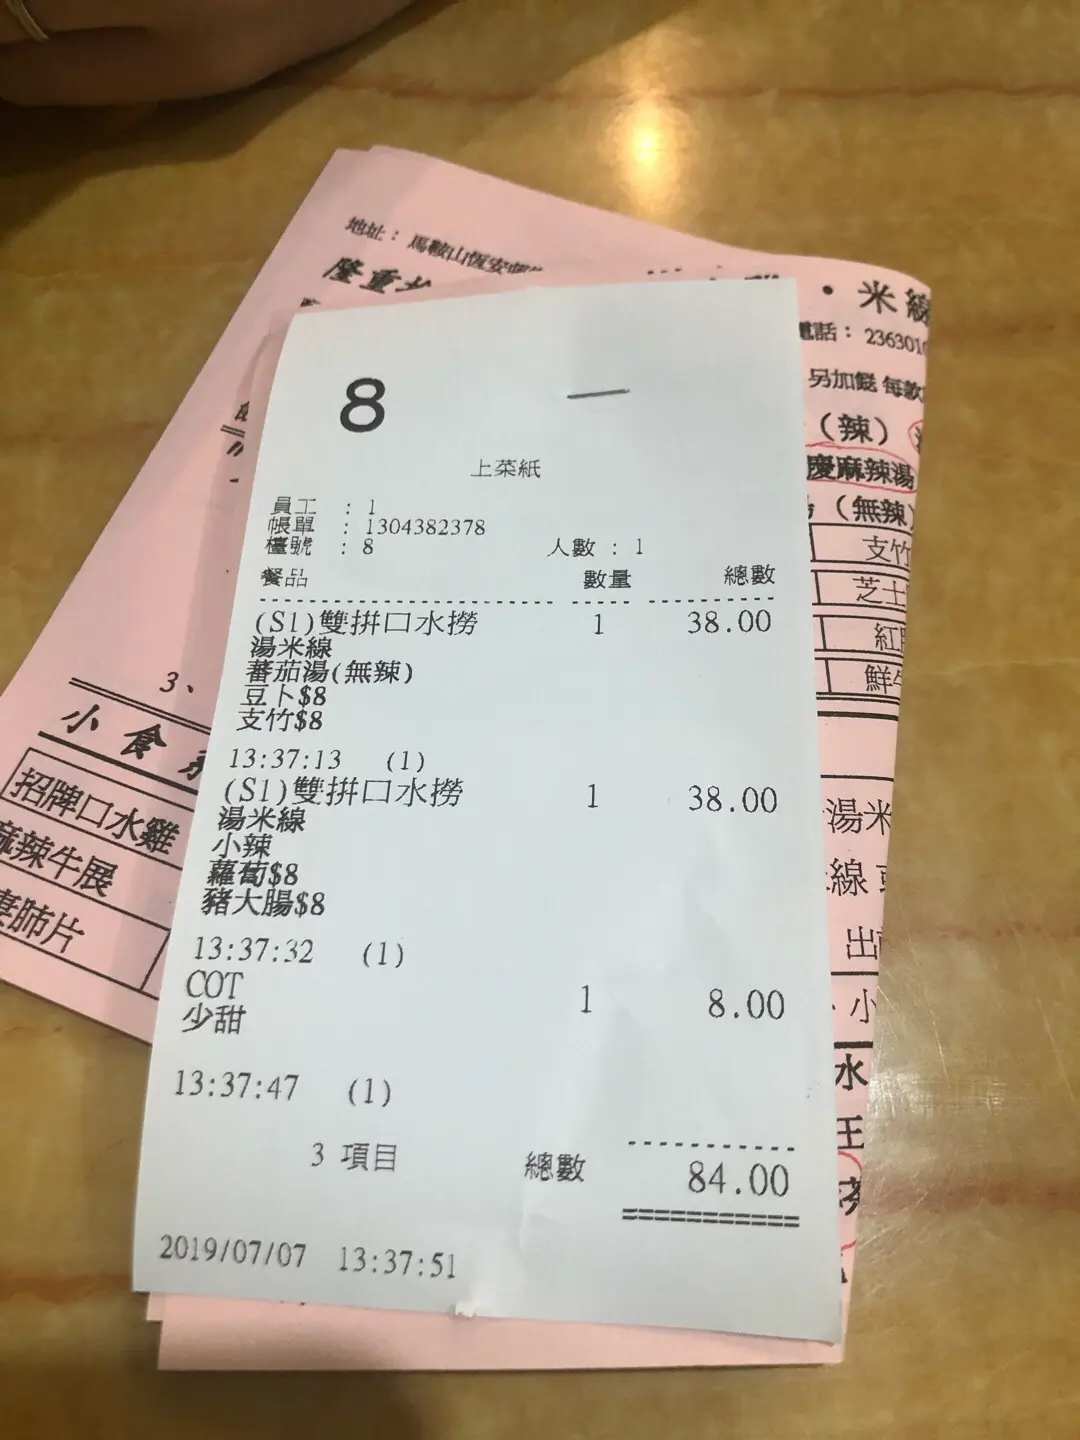 地址：馬鞍山恆安
隆重
・米線
電話：236301
另加餸 每款
（辣）
慶麻辣湯
（無辣）
支竹
芝士
8
上菜紙
員工 : 1
帳單 : 1304382378
檯號 : 8 人數 : 1
餐品 數量 總數
(S1)雙拼口水撈 1 38.00
湯米線
蕃茄湯(無辣)
豆卜$8
支竹$8
13:37:13 (1)
(S1)雙拼口水撈 1 38.00
湯米線
小辣
蘿蔔$8
豬大腸$8
13:37:32 (1)
COT 1 8.00
少甜
13:37:47 (1)
3 項目 總數 84.00
2019/07/07 13:37:51
3、
小食
招牌口水雞
麻辣牛展
妻肺片
湯米
線
出
小
水
王